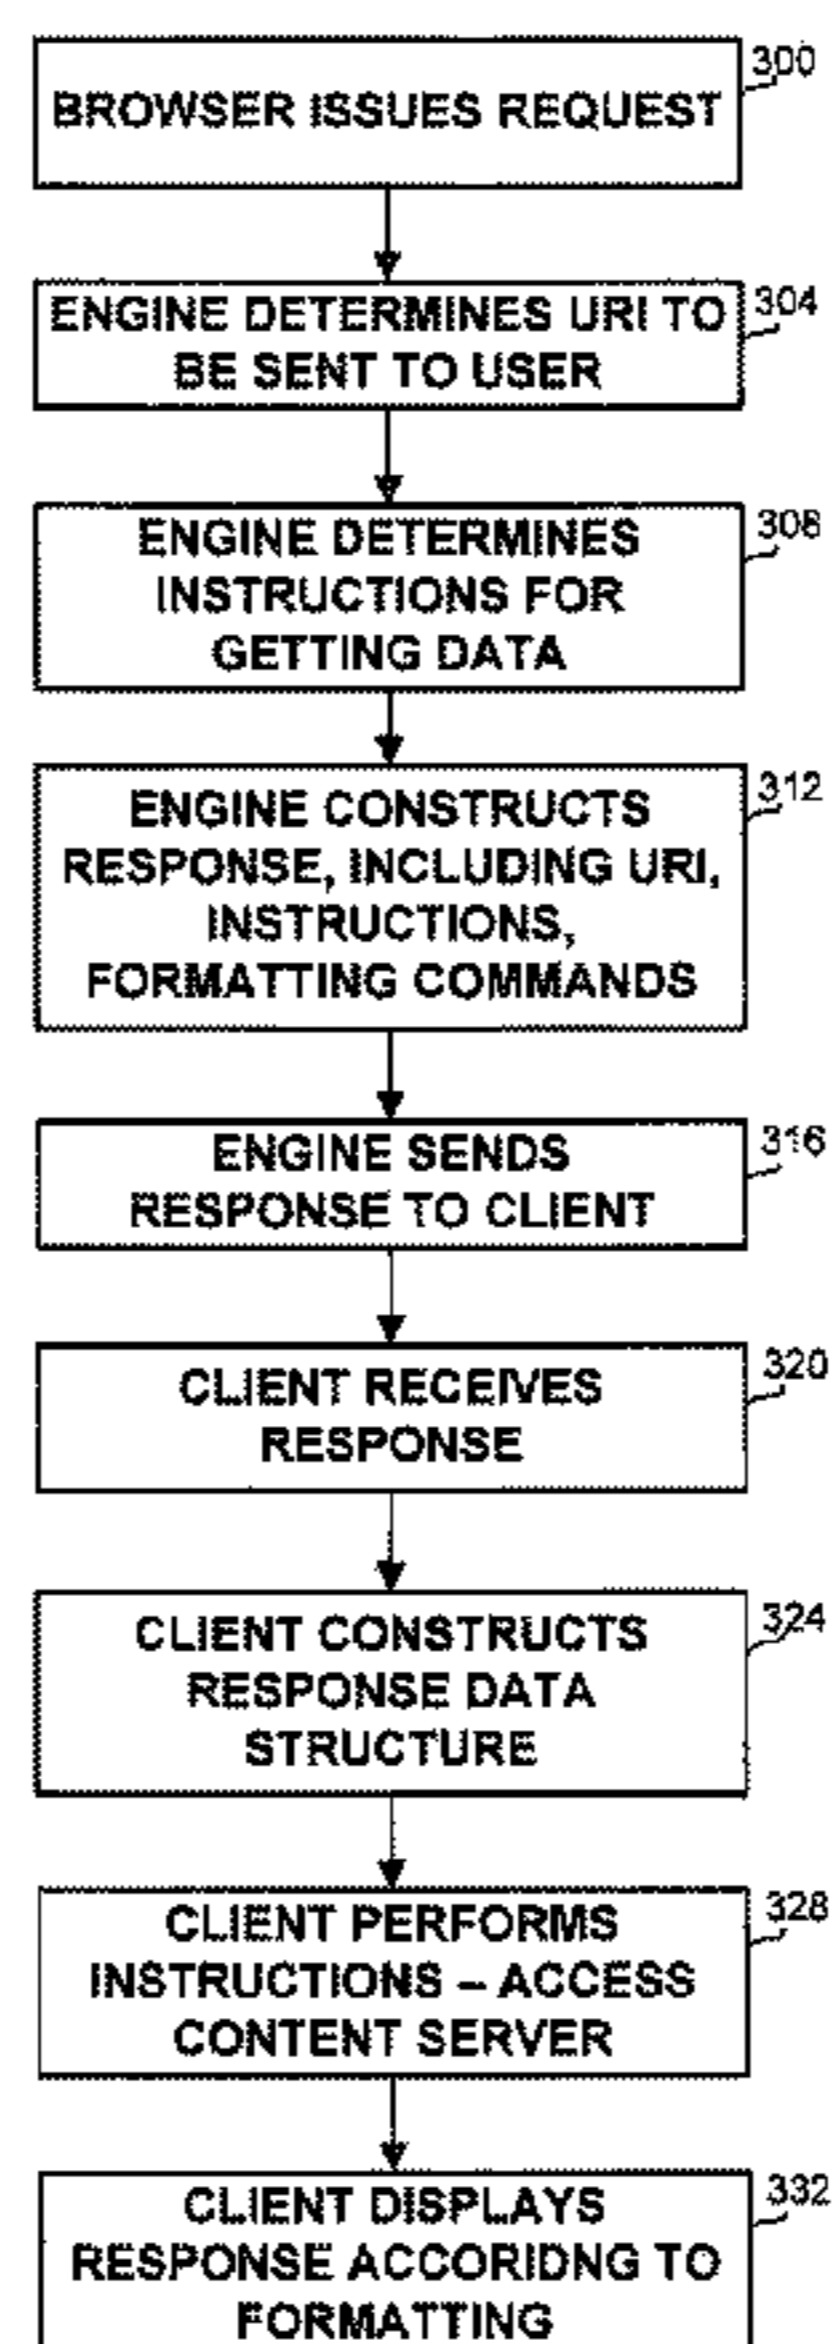 BROWSER ISSUES REQUEST
300
ENGINE DETERMINES URI TO
BE SENT TO USER
304
ENGINE DETERMINES
INSTRUCTIONS FOR
GETTING DATA
308
ENGINE CONSTRUCTS
RESPONSE, INCLUDING URI,
INSTRUCTIONS,
FORMATTING COMMANDS
312
ENGINE SENDS
RESPONSE TO CLIENT
316
CLIENT RECEIVES
RESPONSE
320
CLIENT CONSTRUCTS
RESPONSE DATA
STRUCTURE
324
CLIENT PERFORMS
INSTRUCTIONS – ACCESS
CONTENT SERVER
328
CLIENT DISPLAYS
RESPONSE ACCORIDNG TO
FORMATTING
332